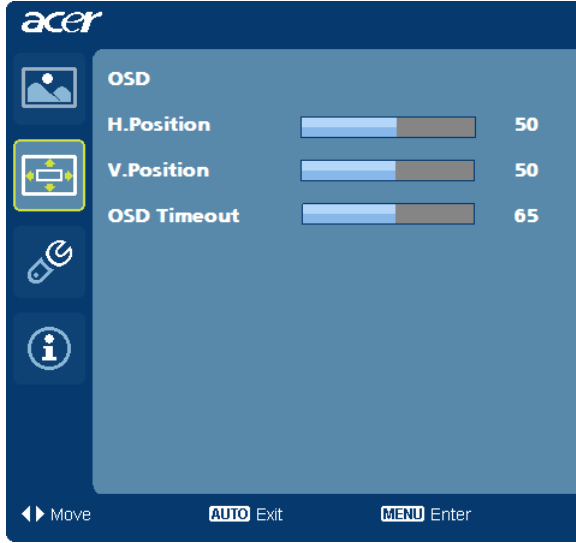 acer
OSD
H.Position 50
V.Position 50
OSD Timeout 65
Move AUTO Exit MENU Enter